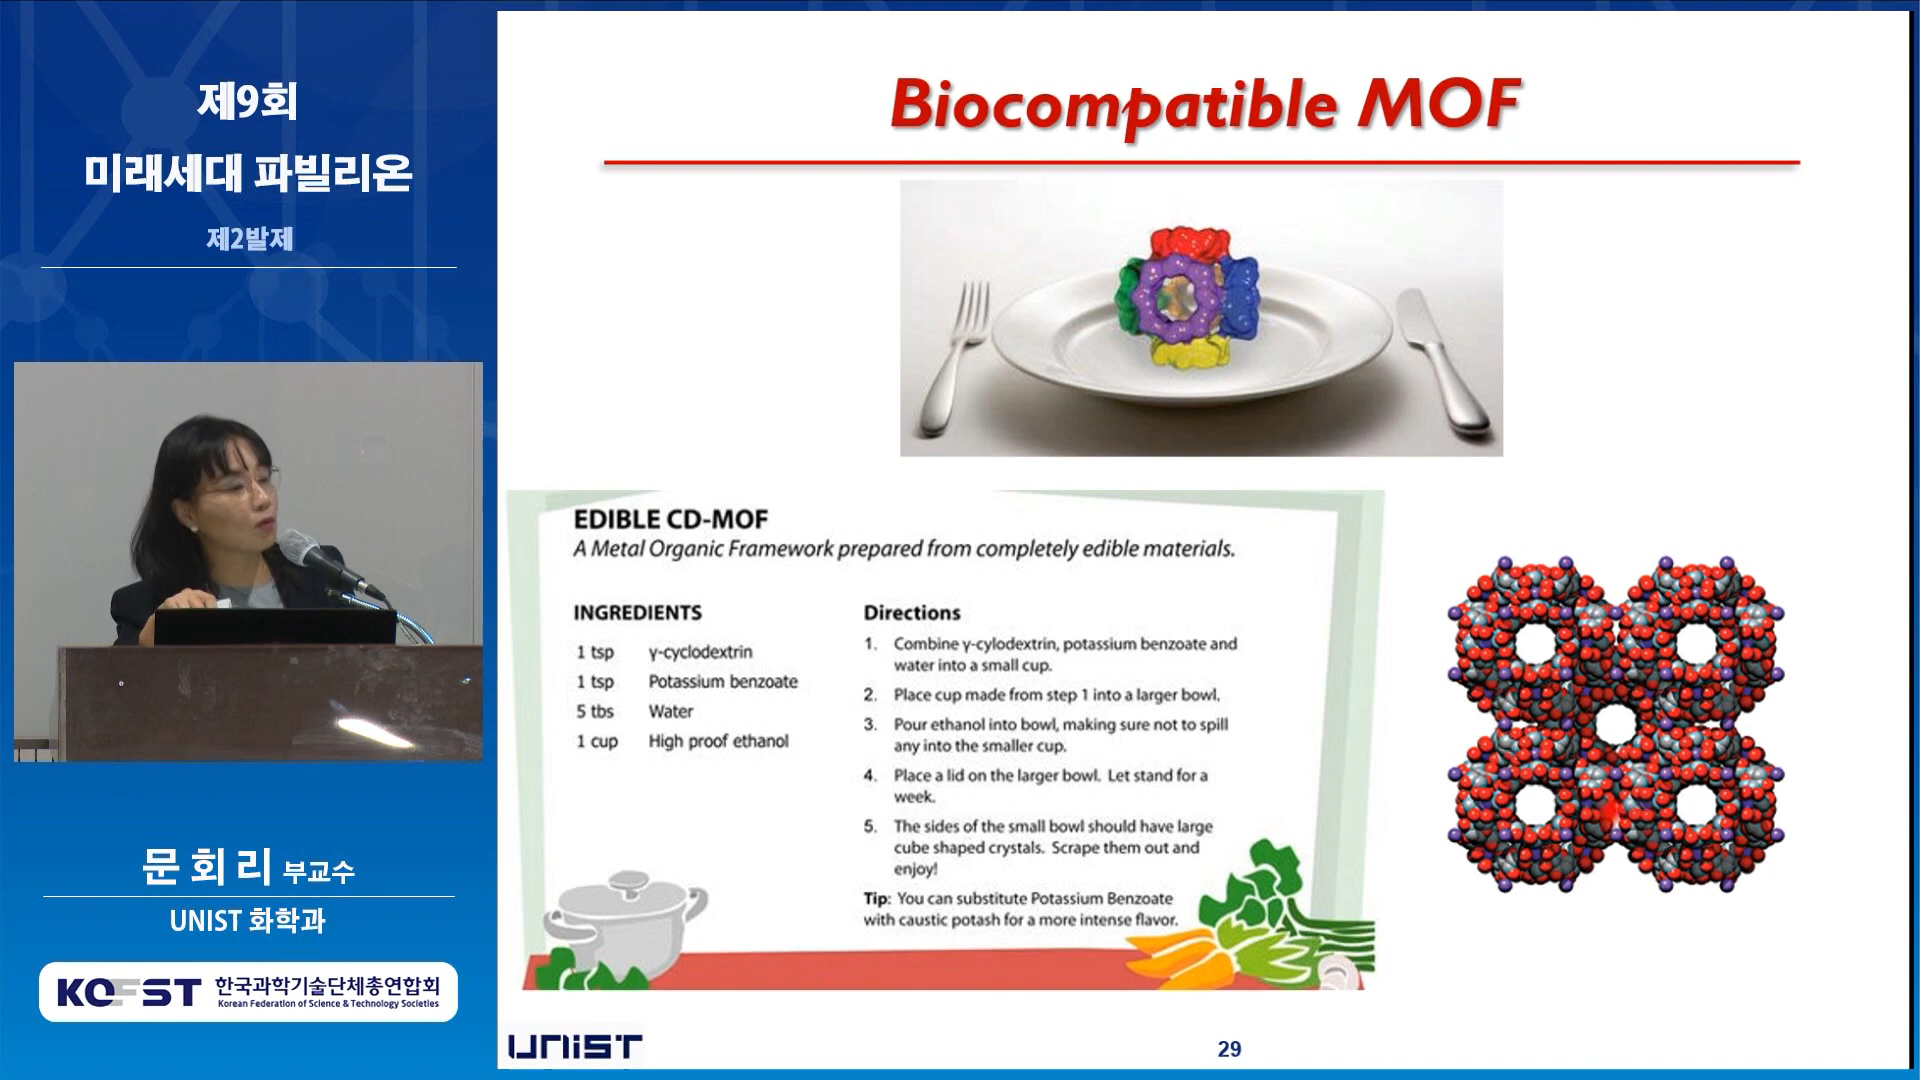 제9회
미래세대 파빌리온
제2발제
문 회 리 부교수
UNIST 화학과
KOFST 한국과학기술단체총연합회
Korean Federation of Science & Technology Societies
Biocompatible MOF
EDIBLE CD-MOF
A Metal Organic Framework prepared from completely edible materials.
INGREDIENTS
1 tsp γ-cyclodextrin
1 tsp Potassium benzoate
5 tbs Water
1 cup High proof ethanol
Directions
1. Combine γ-cylodextrin, potassium benzoate and
water into a small cup.
2. Place cup made from step 1 into a larger bowl.
3. Pour ethanol into bowl, making sure not to spill
any into the smaller cup.
4. Place a lid on the larger bowl. Let stand for a
week.
5. The sides of the small bowl should have large
cube shaped crystals. Scrape them out and
enjoy!
Tip: You can substitute Potassium Benzoate
with caustic potash for a more intense flavor.
UNIST
29